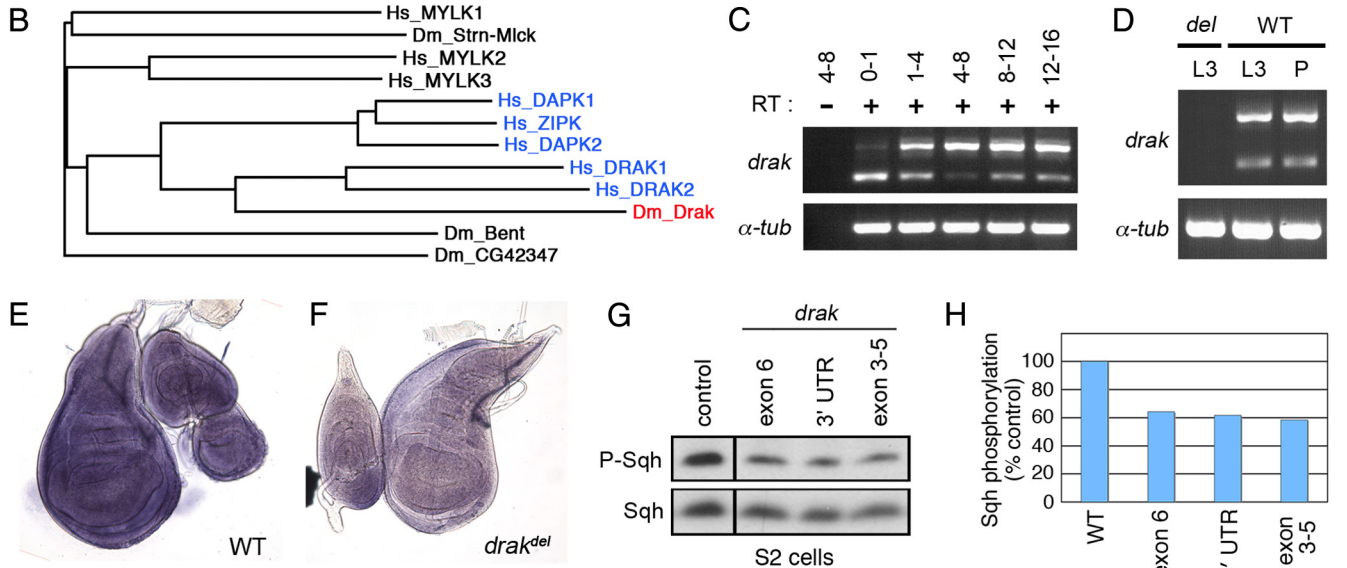 B
Hs_MYLK1
Dm_Strn-Mlck
Hs_MYLK2
Hs_MYLK3
Hs_DAPK1
Hs_ZIPK
Hs_DAPK2
Hs_DRAK1
Hs_DRAK2
Dm_Drak
Dm_Bent
Dm_CG42347
C
4-8 0-1 1-4 4-8 8-12 12-16
RT : - + + + + +
drak
α-tub
D
del WT
L3 L3 P
drak
α-tub
E
WT
F
drak^del
G
drak
control exon 6 3' UTR exon 3-5
P-Sqh
Sqh
S2 cells
H
Sqh phosphorylation
(% control)
100
80
60
40
20
0
WT
exon 6
' UTR
exon
3-5